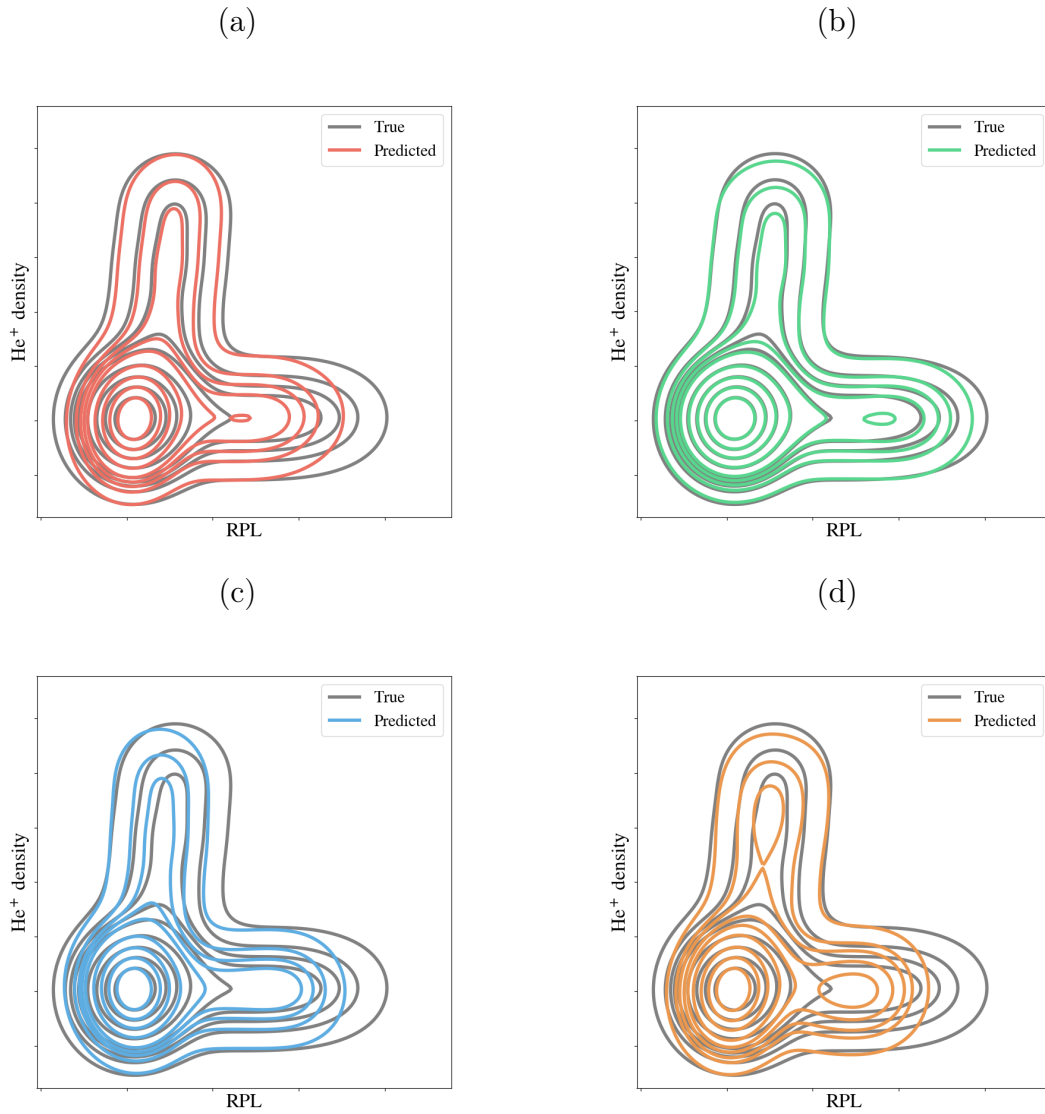 (a)
(b)
True
Predicted
He⁺ density
RPL
True
Predicted
He⁺ density
RPL
(c)
(d)
True
Predicted
He⁺ density
RPL
True
Predicted
He⁺ density
RPL